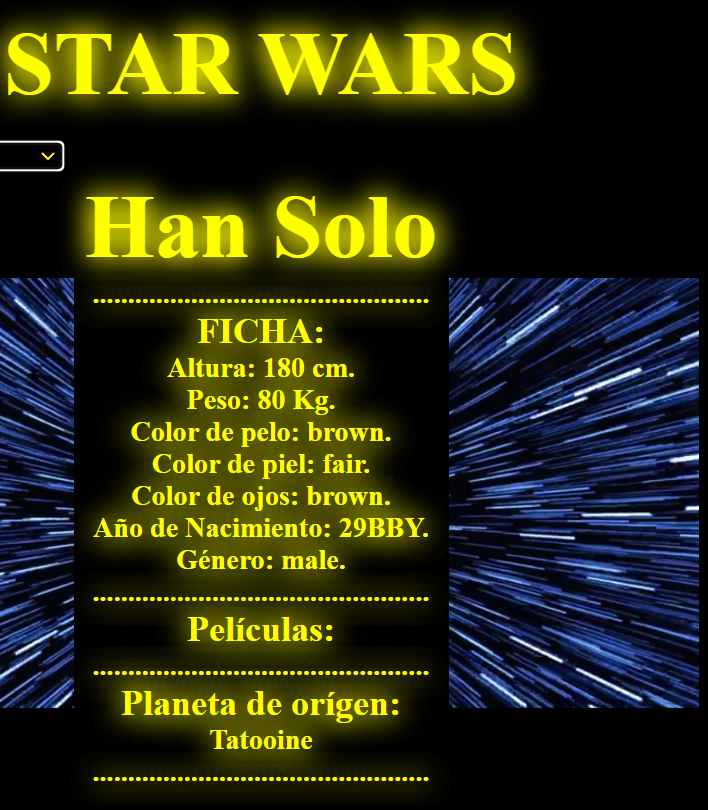 STAR WARS
Han Solo
................................................
FICHA:
Altura: 180 cm.
Peso: 80 Kg.
Color de pelo: brown.
Color de piel: fair.
Color de ojos: brown.
Año de Nacimiento: 29BBY.
Género: male.
................................................
Películas:
................................................
Planeta de orígen:
Tatooine
................................................